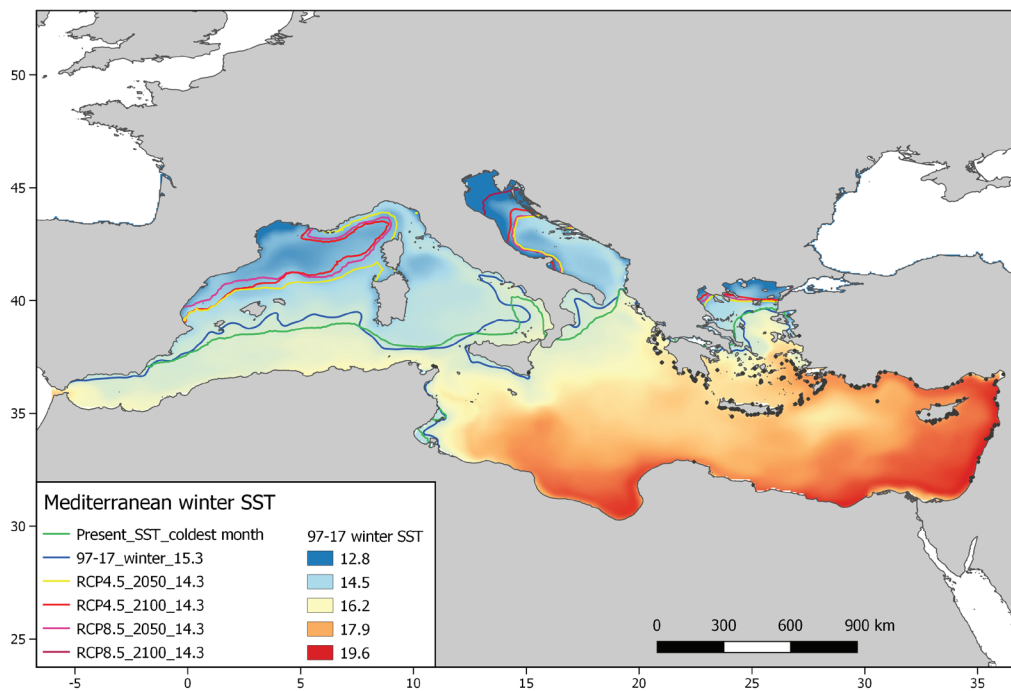 50
45
40
35
30
25
Mediterranean winter SST
Present_SST_coldest month
97-17_winter_15.3
RCP4.5_2050_14.3
RCP4.5_2100_14.3
RCP8.5_2050_14.3
RCP8.5_2100_14.3
97-17 winter SST
12.8
14.5
16.2
17.9
19.6
0 300 600 900 km
-5 0 5 10 15 20 25 30 35